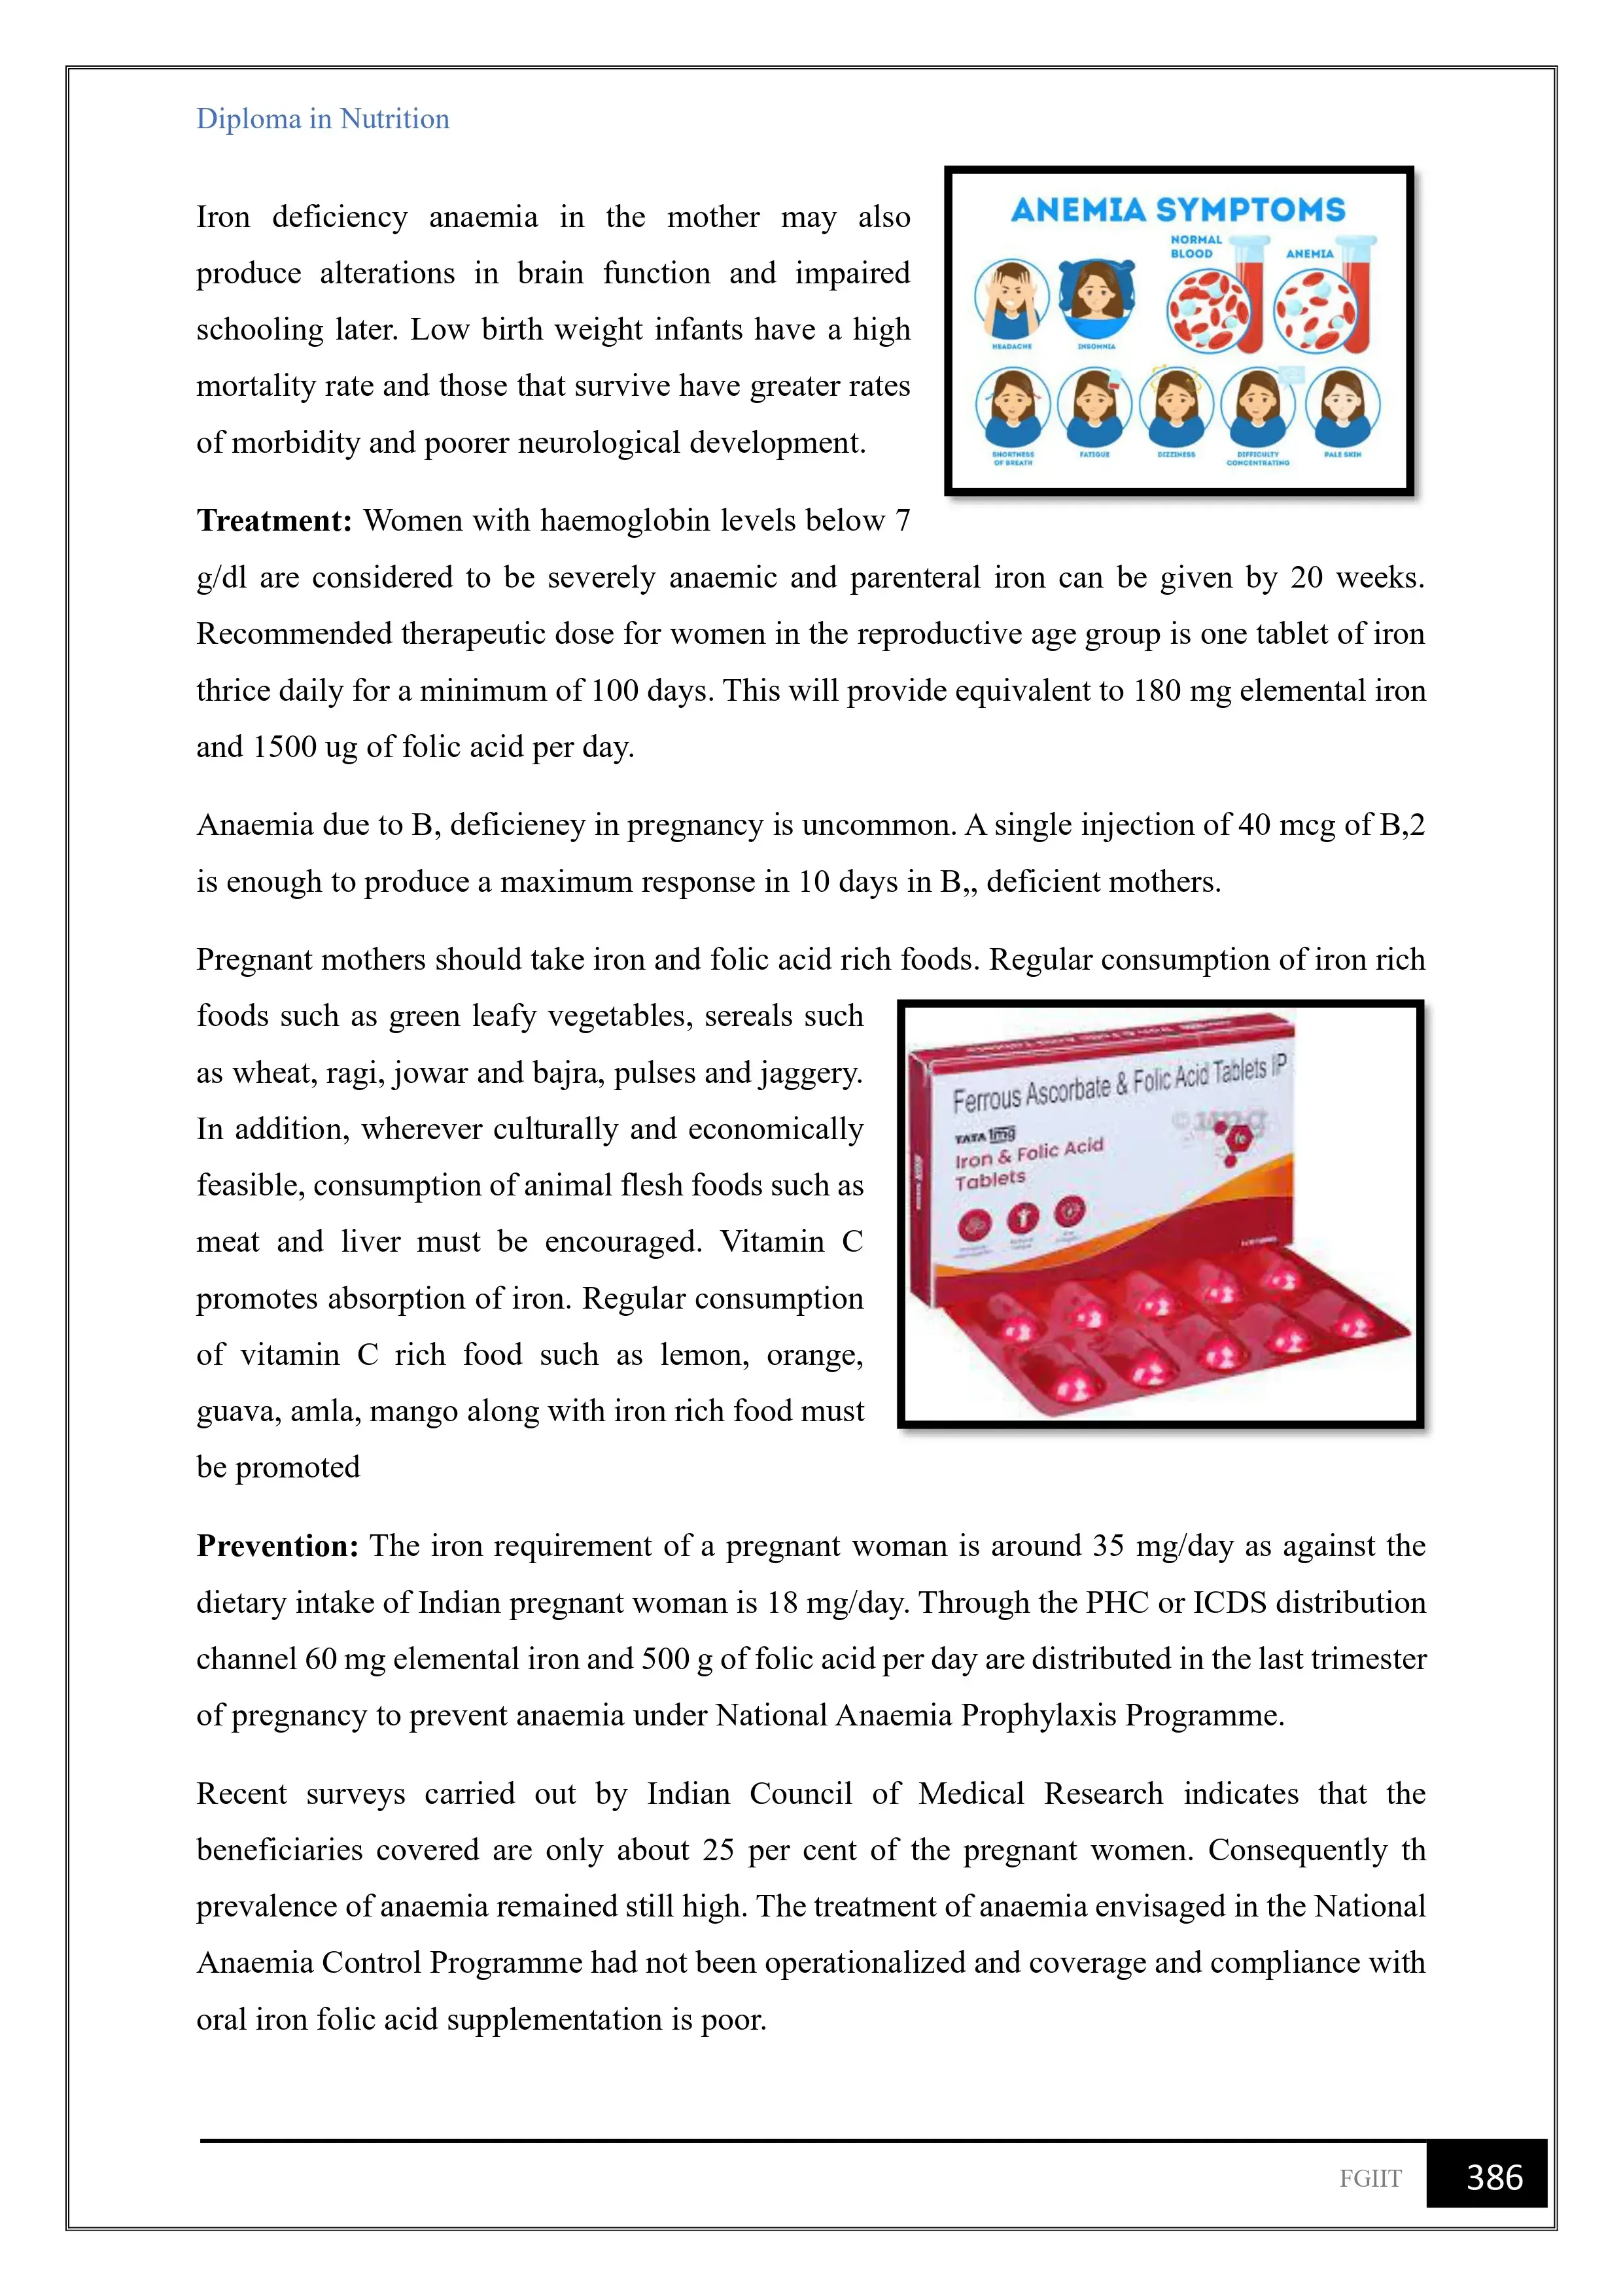 Diploma in Nutrition
Iron deficiency anaemia in the mother may also
produce alterations in brain function and impaired
schooling later. Low birth weight infants have a high
mortality rate and those that survive have greater rates
of morbidity and poorer neurological development.
ANEMIA SYMPTOMS
NORMAL
BLOOD
ANEMIA
HEADACHE
INSOMNIA
SHORTNESS
OF BREATH
FATIGUE
DIZZINESS
DIFFICULTY
CONCENTRATING
PALE SKIN
Treatment: Women with haemoglobin levels below 7
g/dl are considered to be severely anaemic and parenteral iron can be given by 20 weeks.
Recommended therapeutic dose for women in the reproductive age group is one tablet of iron
thrice daily for a minimum of 100 days. This will provide equivalent to 180 mg elemental iron
and 1500 ug of folic acid per day.
Anaemia due to B, deficieney in pregnancy is uncommon. A single injection of 40 mcg of B,2
is enough to produce a maximum response in 10 days in B,, deficient mothers.
Pregnant mothers should take iron and folic acid rich foods. Regular consumption of iron rich
foods such as green leafy vegetables, sereals such
as wheat, ragi, jowar and bajra, pulses and jaggery.
In addition, wherever culturally and economically
feasible, consumption of animal flesh foods such as
meat and liver must be encouraged. Vitamin C
promotes absorption of iron. Regular consumption
of vitamin C rich food such as lemon, orange,
guava, amla, mango along with iron rich food must
be promoted
Ferrous Ascorbate & Folic Acid Tablets IP
TATA 1mg
Iron & Folic Acid
Tablets
fe
Prevention: The iron requirement of a pregnant woman is around 35 mg/day as against the
dietary intake of Indian pregnant woman is 18 mg/day. Through the PHC or ICDS distribution
channel 60 mg elemental iron and 500 g of folic acid per day are distributed in the last trimester
of pregnancy to prevent anaemia under National Anaemia Prophylaxis Programme.
Recent surveys carried out by Indian Council of Medical Research indicates that the
beneficiaries covered are only about 25 per cent of the pregnant women. Consequently th
prevalence of anaemia remained still high. The treatment of anaemia envisaged in the National
Anaemia Control Programme had not been operationalized and coverage and compliance with
oral iron folic acid supplementation is poor.
FGIIT
386